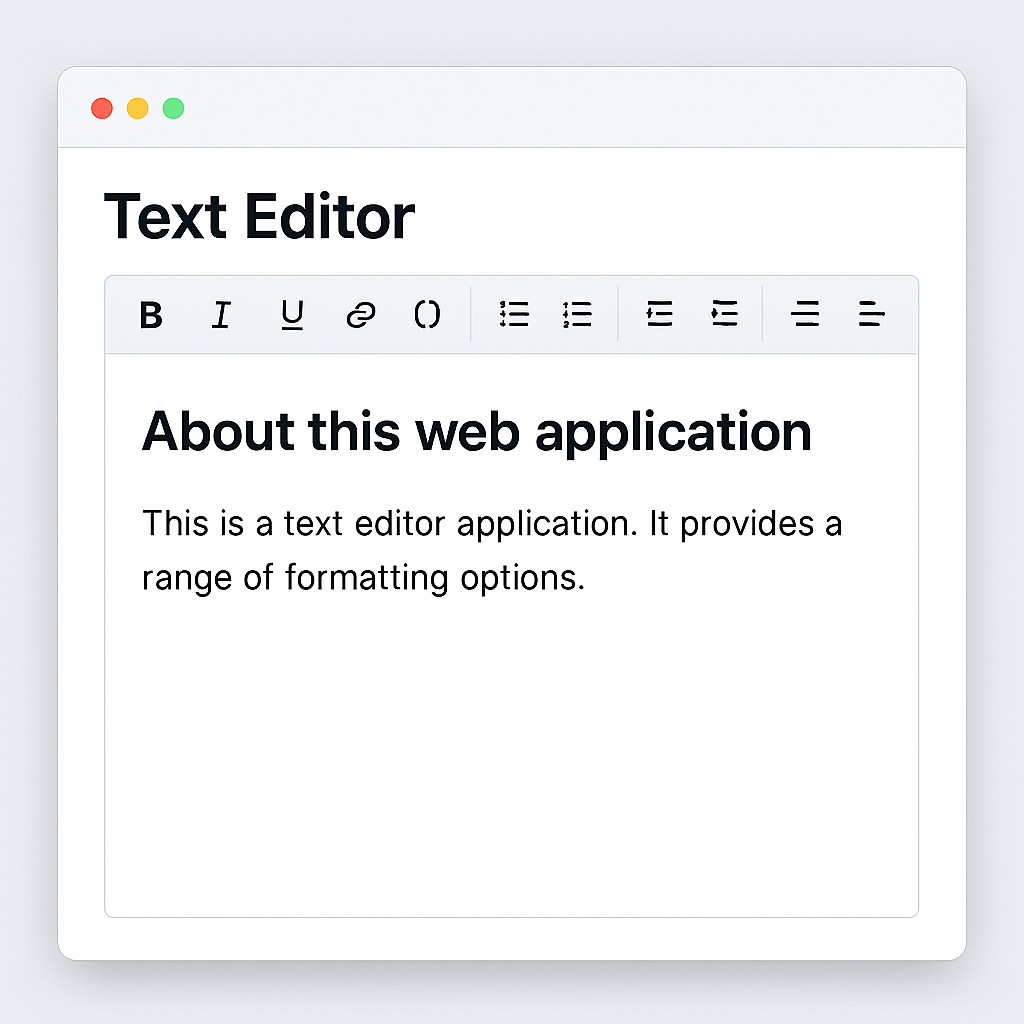 Text Editor
B I U
About this web application
This is a text editor application. It provides a
range of formatting options.